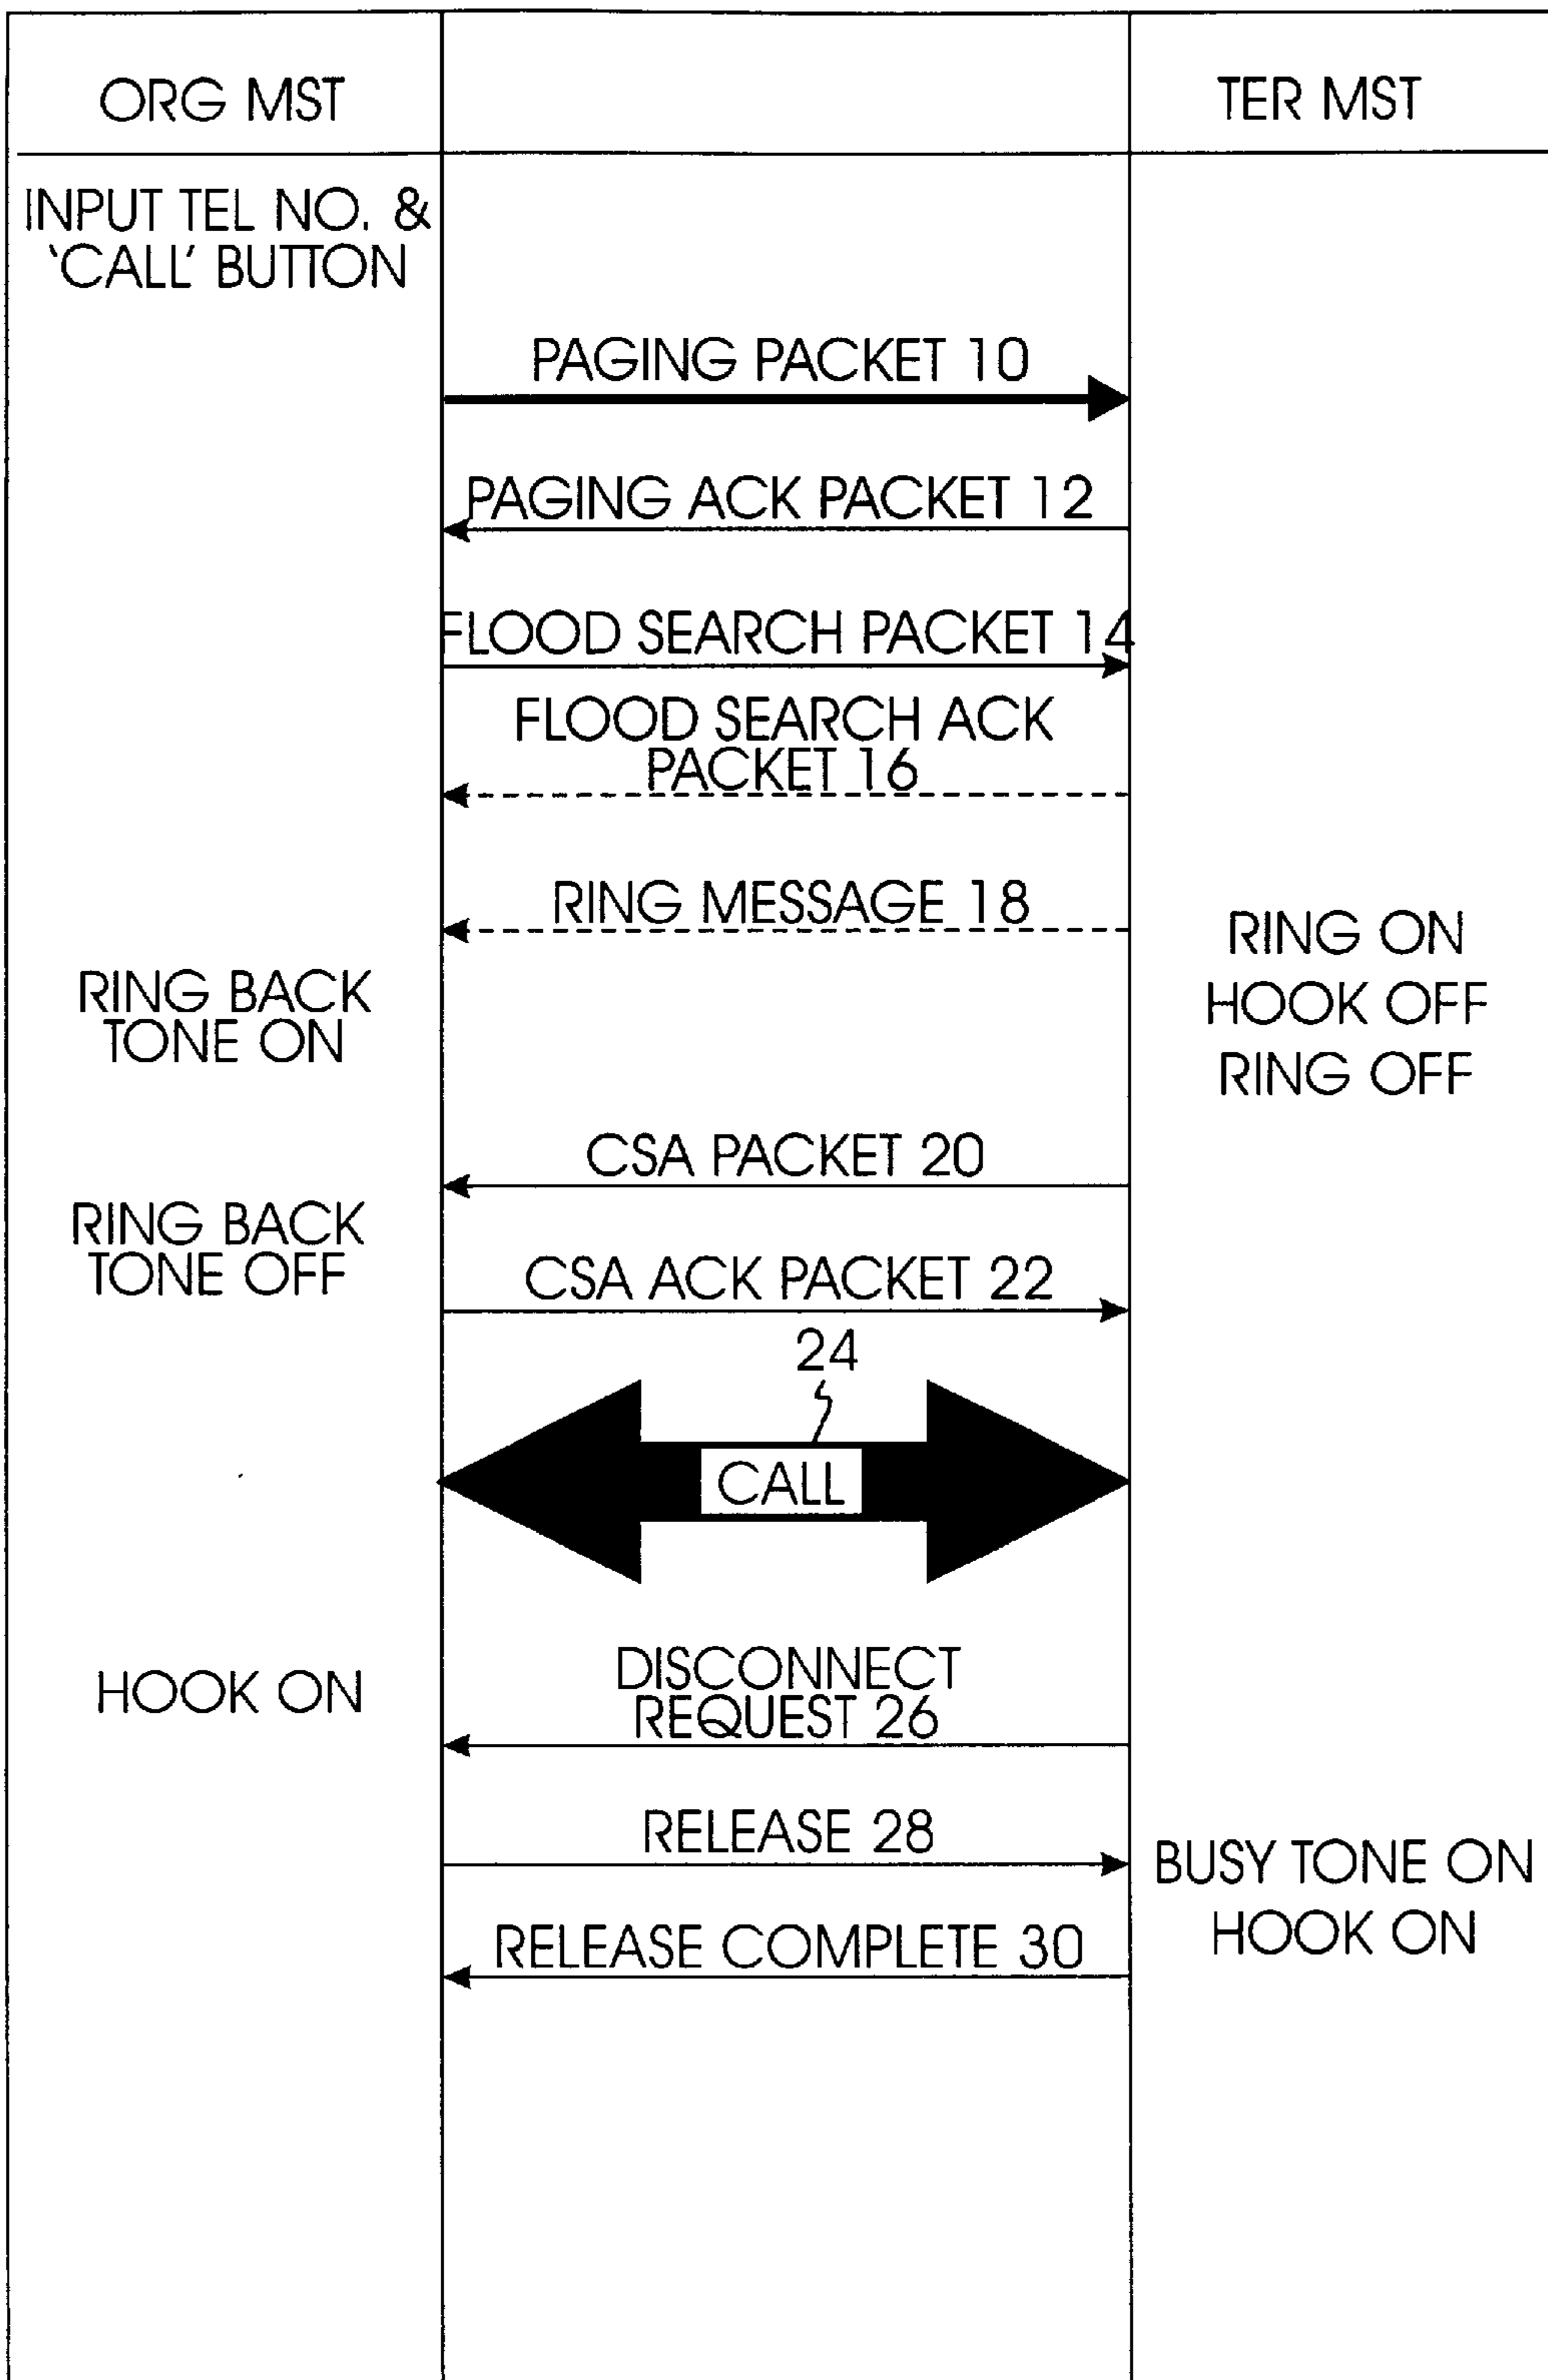 ORG MST
TER MST
INPUT TEL NO. &
'CALL' BUTTON
PAGING PACKET 10
PAGING ACK PACKET 12
FLOOD SEARCH PACKET 14
FLOOD SEARCH ACK
PACKET 16
RING MESSAGE 18
RING ON
HOOK OFF
RING OFF
RING BACK
TONE ON
CSA PACKET 20
RING BACK
TONE OFF
CSA ACK PACKET 22
24
CALL
HOOK ON
DISCONNECT
REQUEST 26
RELEASE 28
BUSY TONE ON
HOOK ON
RELEASE COMPLETE 30